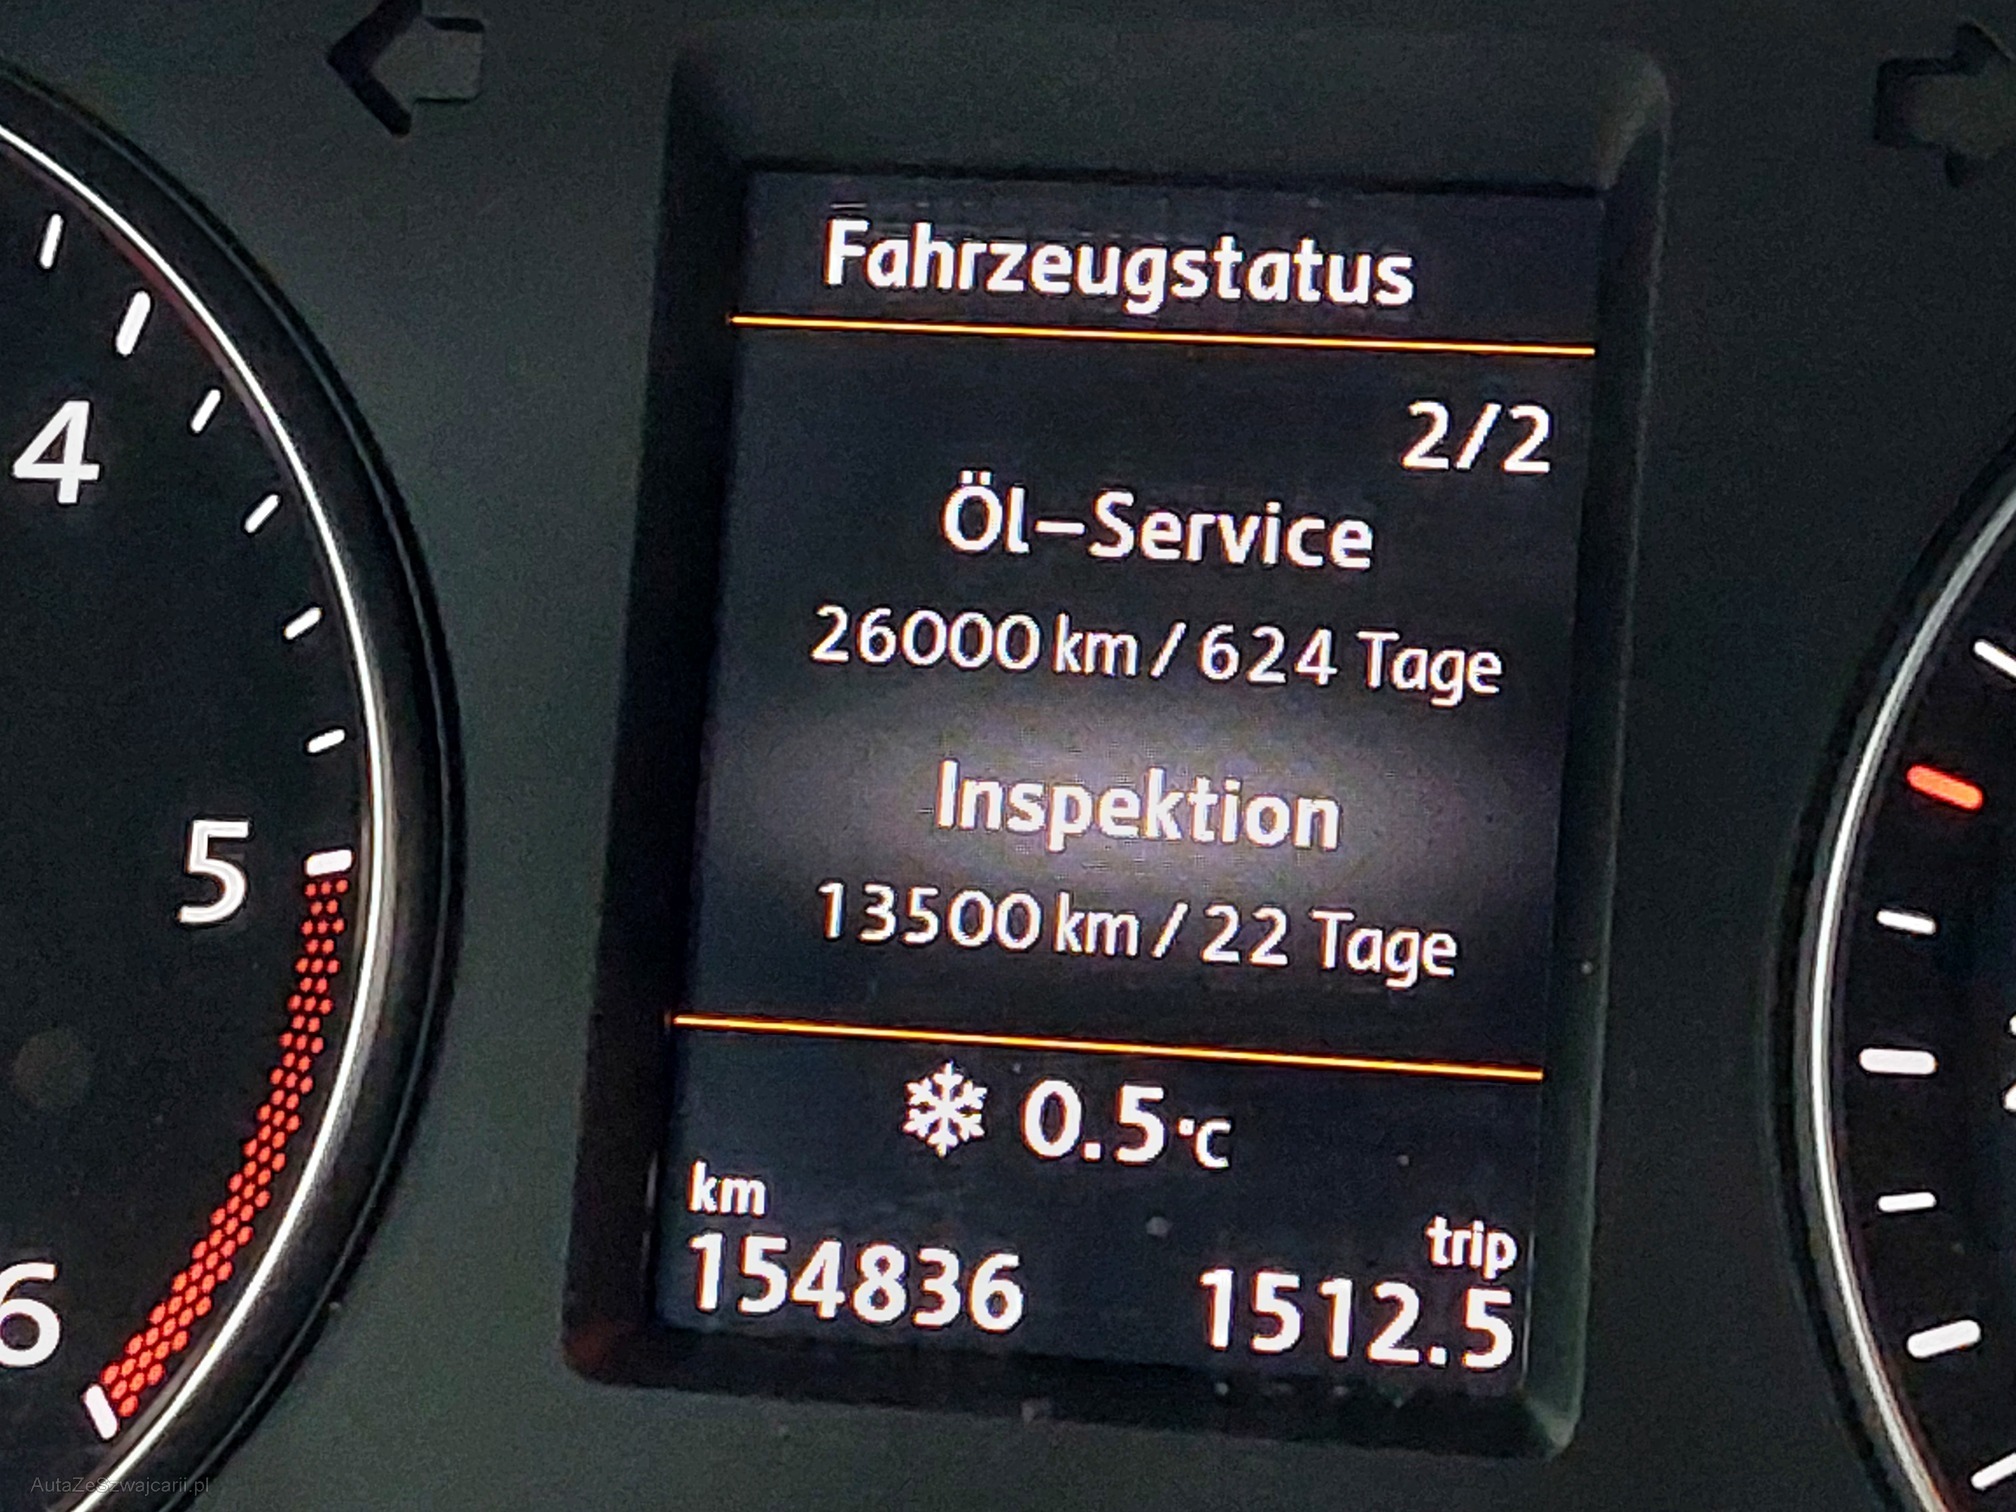 4
5
6
Fahrzeugstatus
2/2
Öl-Service
26000 km / 624 Tage
Inspektion
13500 km / 22 Tage
0.5°C
km
trip
154836
1512.5
AutaZeSzwajcarii.pl